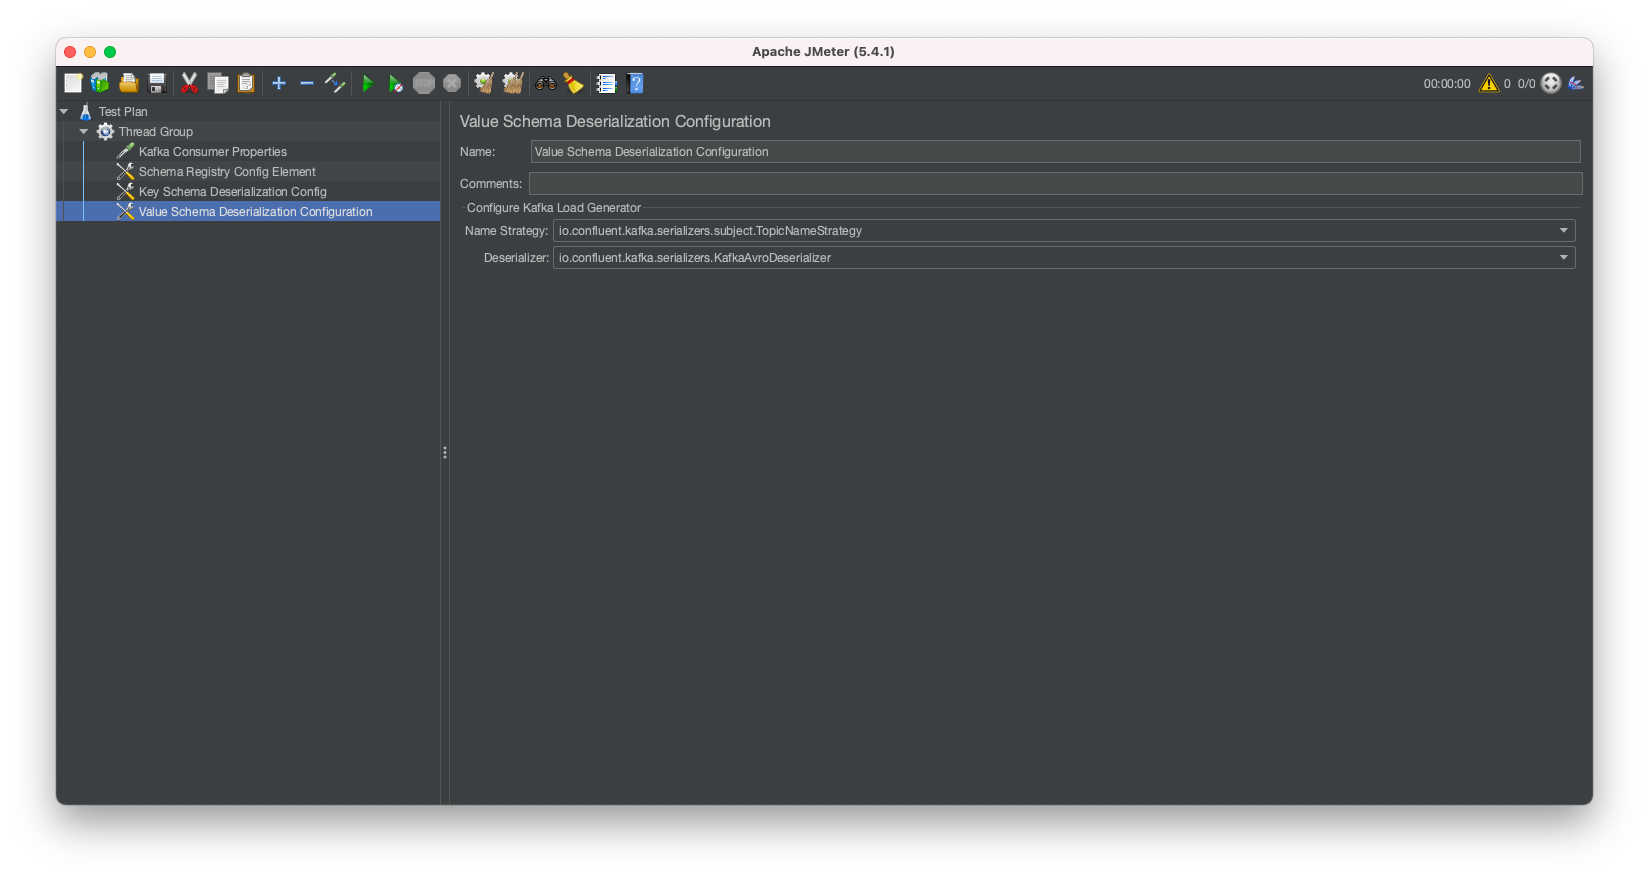 Apache JMeter (5.4.1)
STOP
00:00:00 0 0/0
Test Plan
Thread Group
Kafka Consumer Properties
Schema Registry Config Element
Key Schema Deserialization Config
Value Schema Deserialization Configuration
Value Schema Deserialization Configuration
Name: Value Schema Deserialization Configuration
Comments:
Configure Kafka Load Generator
Name Strategy: io.confluent.kafka.serializers.subject.TopicNameStrategy
Deserializer: io.confluent.kafka.serializers.KafkaAvroDeserializer